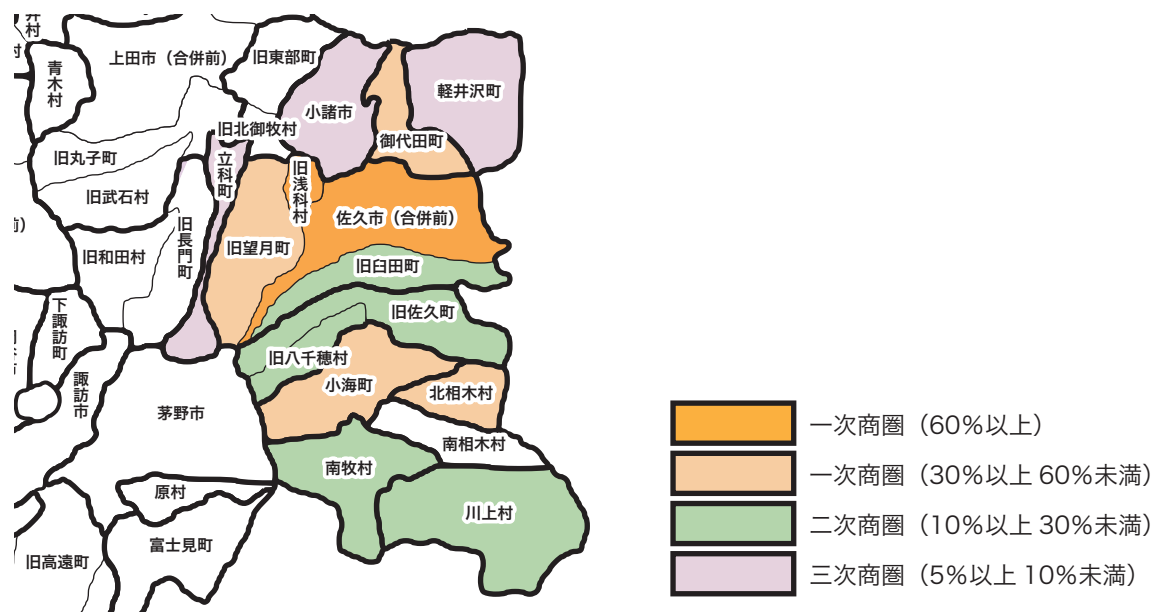 井村
村
青木村
上田市（合併前）
旧東部町
小諸市
軽井沢町
御代田町
旧北御牧村
旧丸子町
立科町
旧浅科村
旧武石村
佐久市（合併前）
旧長門町
旧望月町
前）
旧和田村
旧臼田町
下諏訪町
旧佐久町
旧八千穂村
諏訪市
小海町
北相木村
茅野市
南相木村
南牧村
原村
川上村
富士見町
旧高遠町
一次商圏（60%以上）
一次商圏（30%以上 60%未満）
二次商圏（10%以上 30%未満）
三次商圏（5%以上 10%未満）